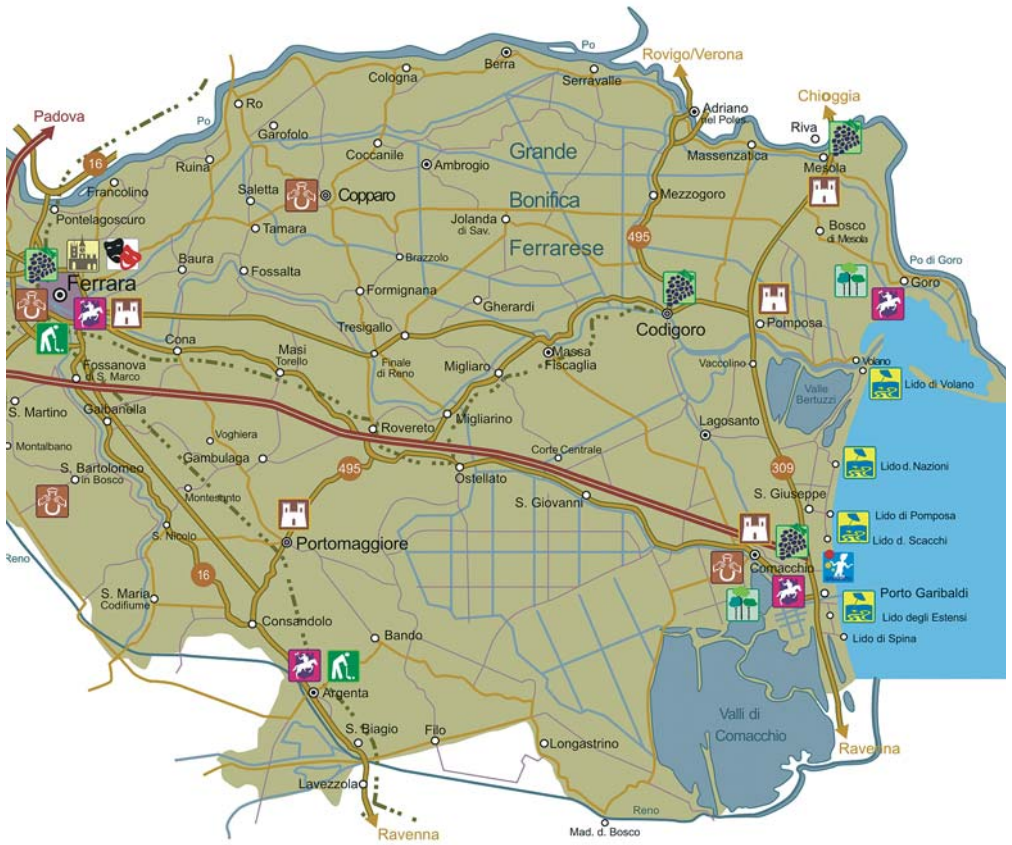 Po
Rovigo/Verona
Berra
Cologna
Serravalle
Chioggia
Padova
Ro
Adriano
nel Poles.
Po
Garofolo
Riva
16
Ruina
Coccanile
Grande
Massenzatica
Mesola
Ambrogio
Francolino
Saletta
Copparo
Mezzogoro
Bonifica
Pontelagoscuro
Jolanda
di Sav.
Bosco
di Mesola
Tamara
495
Ferrarese
Baura
Fossalta
Brazzolo
Po di Goro
Ferrara
Goro
Formignana
Gherardi
Codigoro
Pomposa
Tresigallo
Cona
Masi
Torello
Finale
di Reno
Massa
Fiscaglia
Migliaro
Vaccolino
Volano
Fossanova
di S. Marco
Valle
Bertuzzi
Lido di Volano
S. Martino
Gaibanella
Migliarino
Lagosanto
Rovereto
Voghiera
Montalbano
Gambulaga
Corte Centrale
495
309
Lido d. Nazioni
S. Bartolomeo
in Bosco
Ostellato
Montesanto
S. Giovanni
S. Giuseppe
Lido di Pomposa
S. Nicolo
Portomaggiore
Lido d. Scacchi
Reno
Comacchio
16
S. Maria
Codifiume
Porto Garibaldi
Consandolo
Lido degli Estensi
Bando
Lido di Spina
Argenta
Valli di
Comacchio
S. Biagio
Filo
Longastrino
Ravenna
Lavezzola
Reno
Ravenna
Mad. d. Bosco